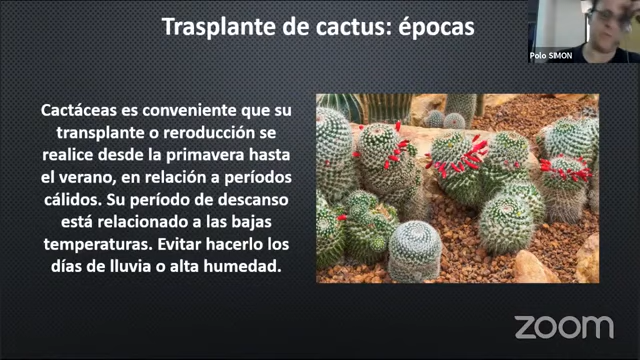 Trasplante de cactus: épocas
Polo SIMON
Cactáceas es conveniente que su
transplante o reroducción se
realice desde la primavera hasta
el verano, en relación a períodos
cálidos. Su período de descanso
está relacionado a las bajas
temperaturas. Evitar hacerlo los
días de lluvia o alta humedad.
zoom